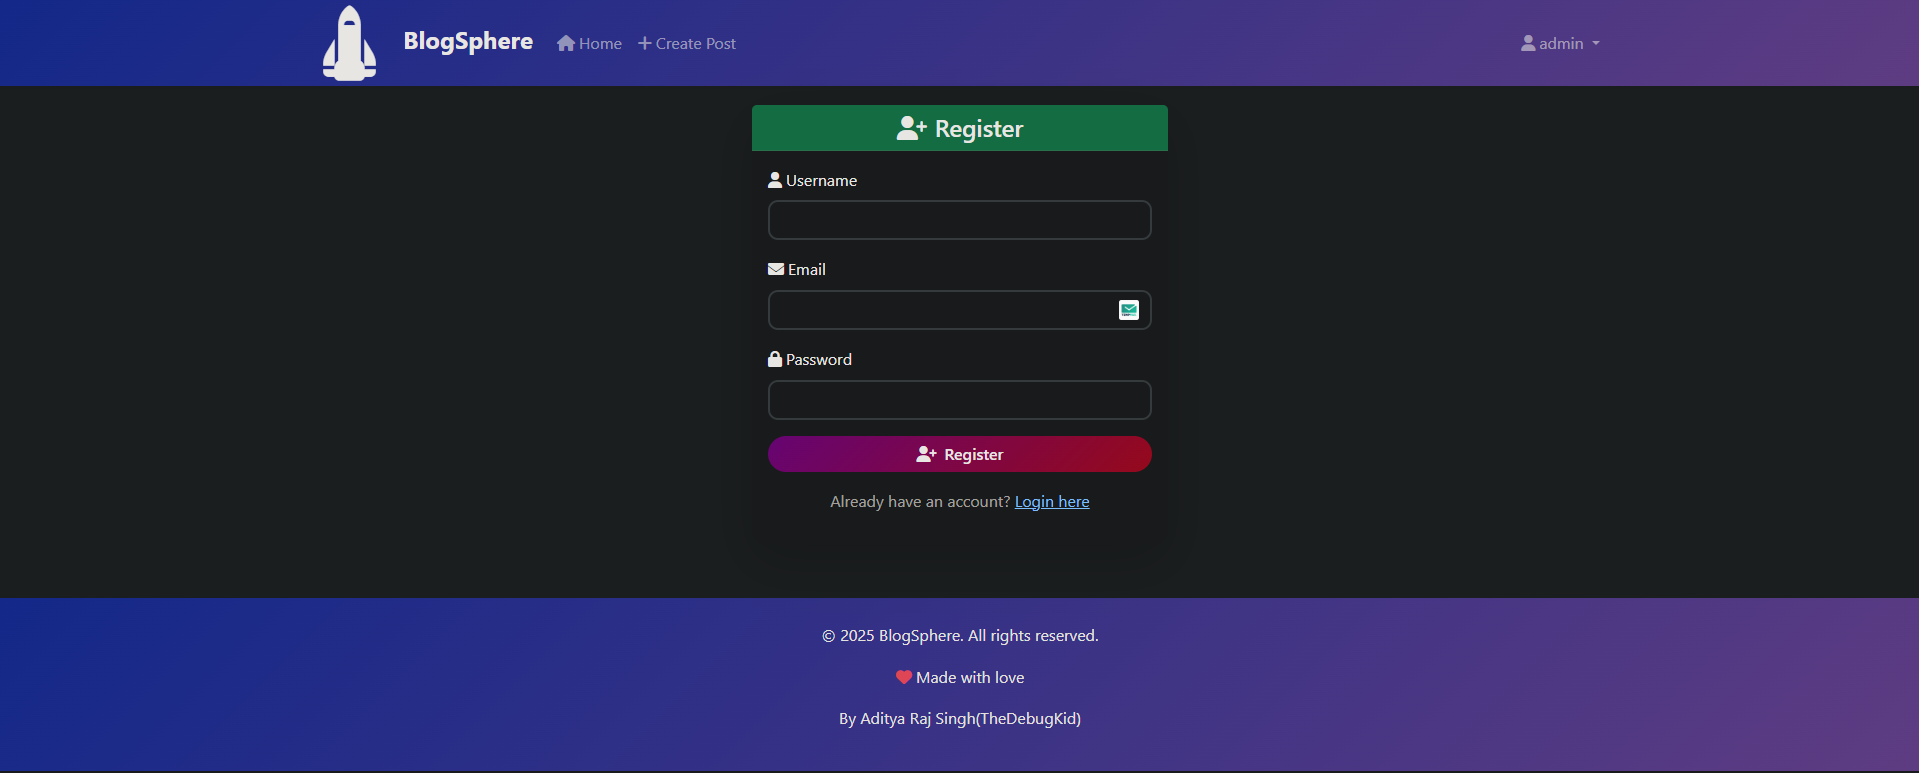 BlogSphere Home Create Post admin
Register
Username
Email
Password
Register
Already have an account? Login here
© 2025 BlogSphere. All rights reserved.
Made with love
By Aditya Raj Singh(TheDebugKid)